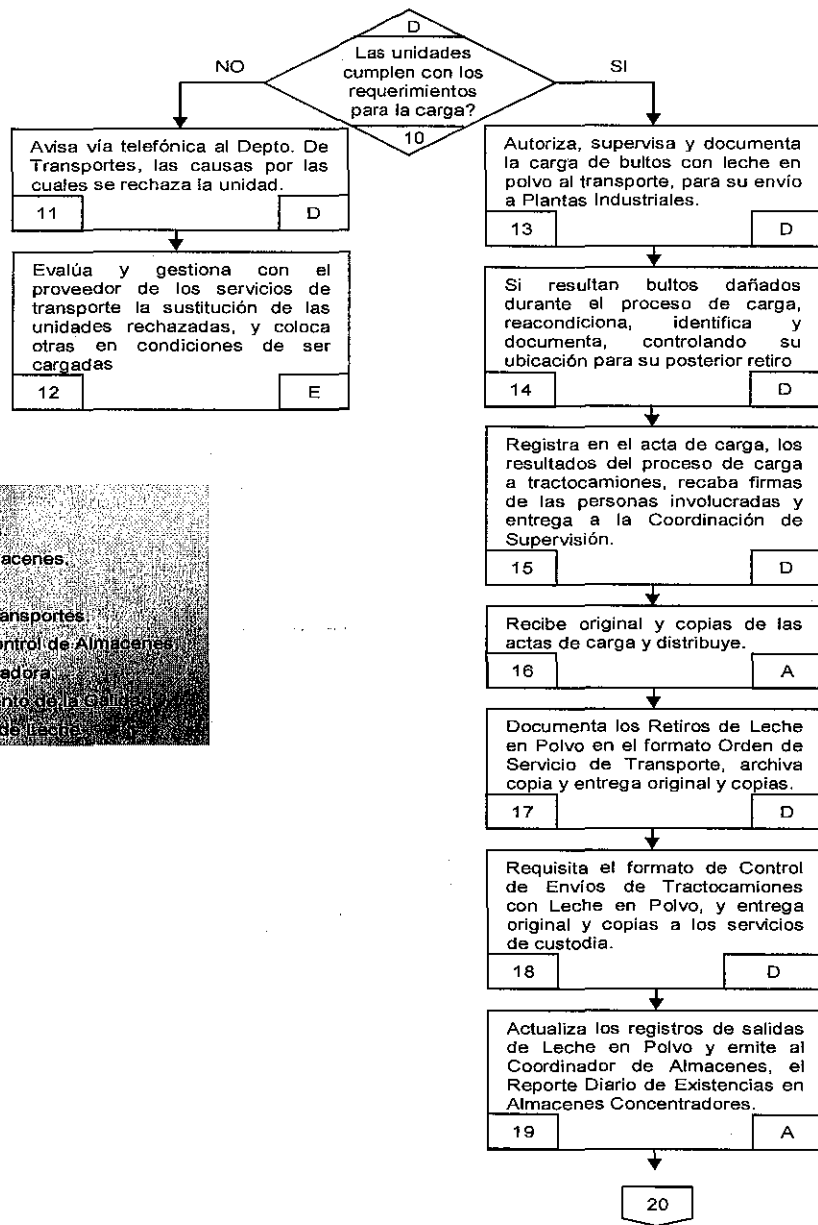 D
Las unidades
cumplen con los
requerimientos
para la carga?
10
NO
SI
Avisa vía telefónica al Depto. De
Transportes, las causas por las
cuales se rechaza la unidad.
11
D
Evalúa y gestiona con el
proveedor de los servicios de
transporte la sustitución de las
unidades rechazadas, y coloca
otras en condiciones de ser
cargadas
12
E
acenes.
ansportes.
ntrol de Almacenes
adora
nto de la Calidad
de Leche
Autoriza, supervisa y documenta
la carga de bultos con leche en
polvo al transporte, para su envío
a Plantas Industriales.
13
D
Si resultan bultos dañados
durante el proceso de carga,
reacondiciona, identifica y
documenta, controlando su
ubicación para su posterior retiro
14
D
Registra en el acta de carga, los
resultados del proceso de carga
a tractocamiones, recaba firmas
de las personas involucradas y
entrega a la Coordinación de
Supervisión.
15
D
Recibe original y copias de las
actas de carga y distribuye.
16
A
Documenta los Retiros de Leche
en Polvo en el formato Orden de
Servicio de Transporte, archiva
copia y entrega original y copias.
17
D
Requisita el formato de Control
de Envíos de Tractocamiones
con Leche en Polvo, y entrega
original y copias a los servicios
de custodia.
18
D
Actualiza los registros de salidas
de Leche en Polvo y emite al
Coordinador de Almacenes, el
Reporte Diario de Existencias en
Almacenes Concentradores.
19
A
20